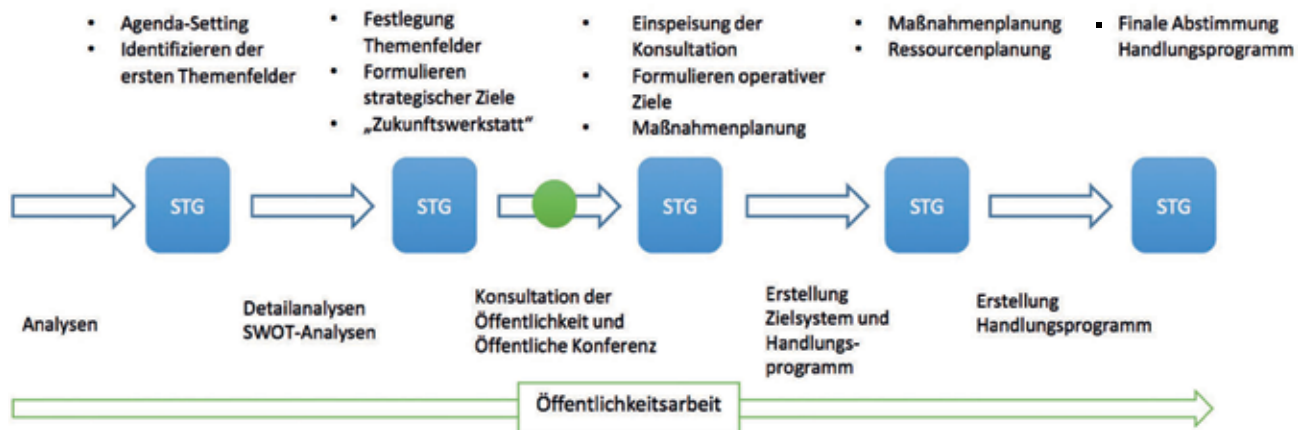 • Agenda-Setting
• Identifizieren der
ersten Themenfelder
• Festlegung
Themenfelder
• Formulieren
strategischer Ziele
• „Zukunftswerkstatt“
• Einspeisung der
Konsultation
• Formulieren operativer
Ziele
• Maßnahmenplanung
• Maßnahmenplanung
• Ressourcenplanung
▪ Finale Abstimmung
Handlungsprogramm
STG
STG
STG
STG
STG
Analysen
Detailanalysen
SWOT-Analysen
Konsultation der
Öffentlichkeit und
Öffentliche Konferenz
Erstellung
Zielsystem und
Handlungs-
programm
Erstellung
Handlungsprogramm
Öffentlichkeitsarbeit